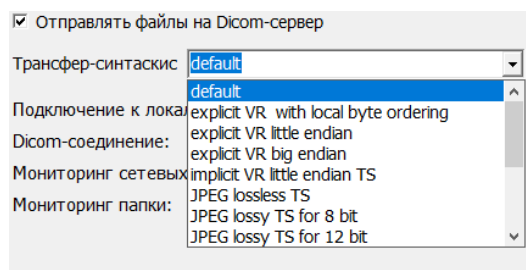 Отправлять файлы на Dicom-сервер
Трансфер-синтаскис default
default
Подключение к лока explicit VR with local byte ordering
explicit VR little endian
Dicom-соединение: explicit VR big endian
Мониторинг сетевых implicit VR little endian TS
JPEG lossless TS
Мониторинг папки: JPEG lossy TS for 8 bit
JPEG lossy TS for 12 bit